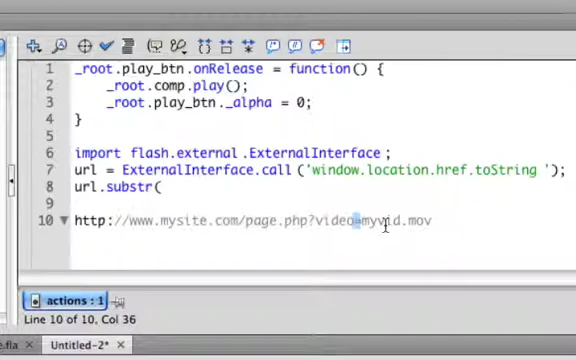 1 _root.play_btn.onRelease = function() {
2 _root.comp.play();
3 _root.play_btn._alpha = 0;
4 }
5
6 import flash.external.ExternalInterface;
7 url = ExternalInterface.call('window.location.href.toString');
8 url.substr(
9
10 http://www.mysite.com/page.php?video=myvid.mov
actions : 1
Line 10 of 10, Col 36
e.fla
Untitled-2*